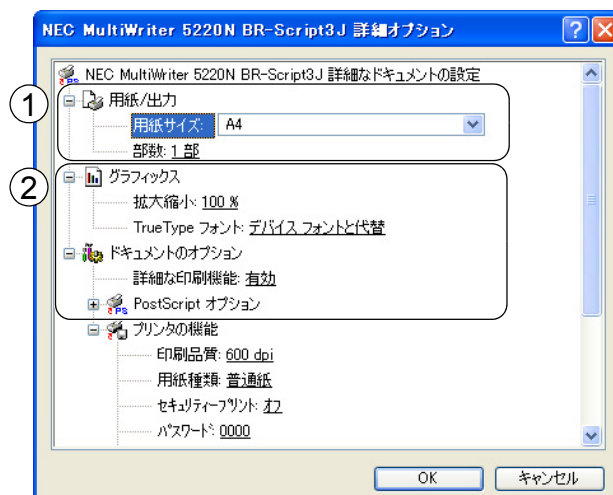 NEC MultiWriter 5220N BR-Script3J 詳細オプション
NEC MultiWriter 5220N BR-Script3J 詳細なドキュメントの設定
1
用紙/出力
用紙サイズ: A4
部数: 1 部
2
グラフィックス
拡大縮小: 100 %
TrueType フォント: デバイス フォントと代替
ドキュメントのオプション
詳細な印刷機能: 有効
PS PostScript オプション
プリンタの機能
印刷品質: 600 dpi
用紙種類: 普通紙
セキュリティープリント: オフ
パスワード: 0000
OK キャンセル